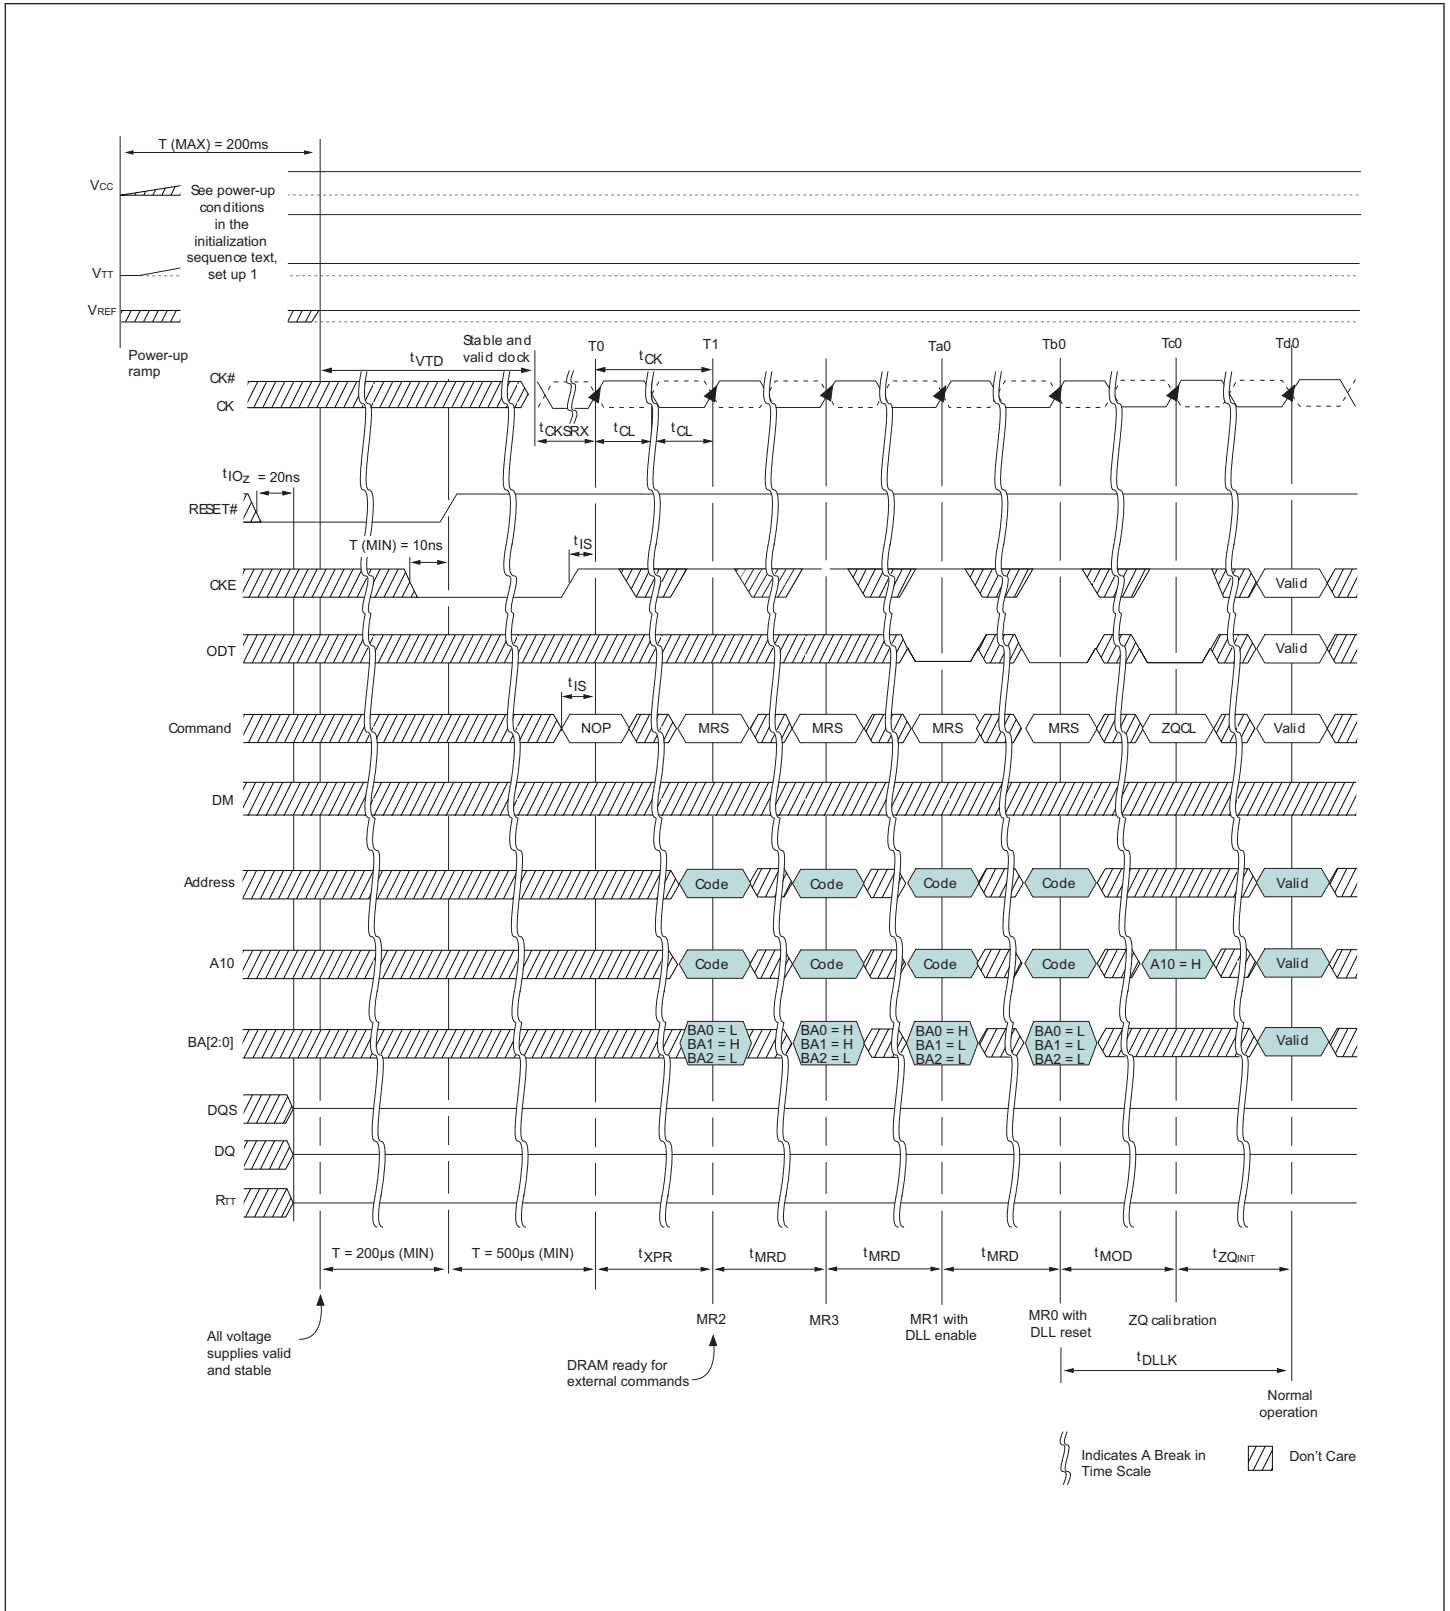 T (MAX) = 200ms
VCC
See power-up
conditions
in the
initialization
sequence text,
set up 1
VTT
VREF
Power-up
ramp
tVTD
Stable and
valid clock
T0
tCK
T1
Ta0
Tb0
Tc0
Td0
CK#
CK
tCKSRX
tCL
tCL
tIOz = 20ns
RESET#
T (MIN) = 10ns
tIS
CKE
Valid
ODT
Valid
tIS
Command
NOP
MRS
MRS
MRS
MRS
ZQCL
Valid
DM
Address
Code
Code
Code
Code
Valid
A10
Code
Code
Code
Code
A10 = H
Valid
BA[2:0]
BA0 = L
BA1 = H
BA2 = L
BA0 = H
BA1 = H
BA2 = L
BA0 = H
BA1 = L
BA2 = L
BA0 = L
BA1 = L
BA2 = L
Valid
DQS
DQ
RTT
T = 200μs (MIN)
T = 500μs (MIN)
tXPR
tMRD
tMRD
tMRD
tMOD
tZQINIT
All voltage
supplies valid
and stable
MR2
MR3
MR1 with
DLL enable
MR0 with
DLL reset
ZQ calibration
DRAM ready for
external commands
tDLLK
Normal
operation
Indicates A Break in
Time Scale
Don't Care